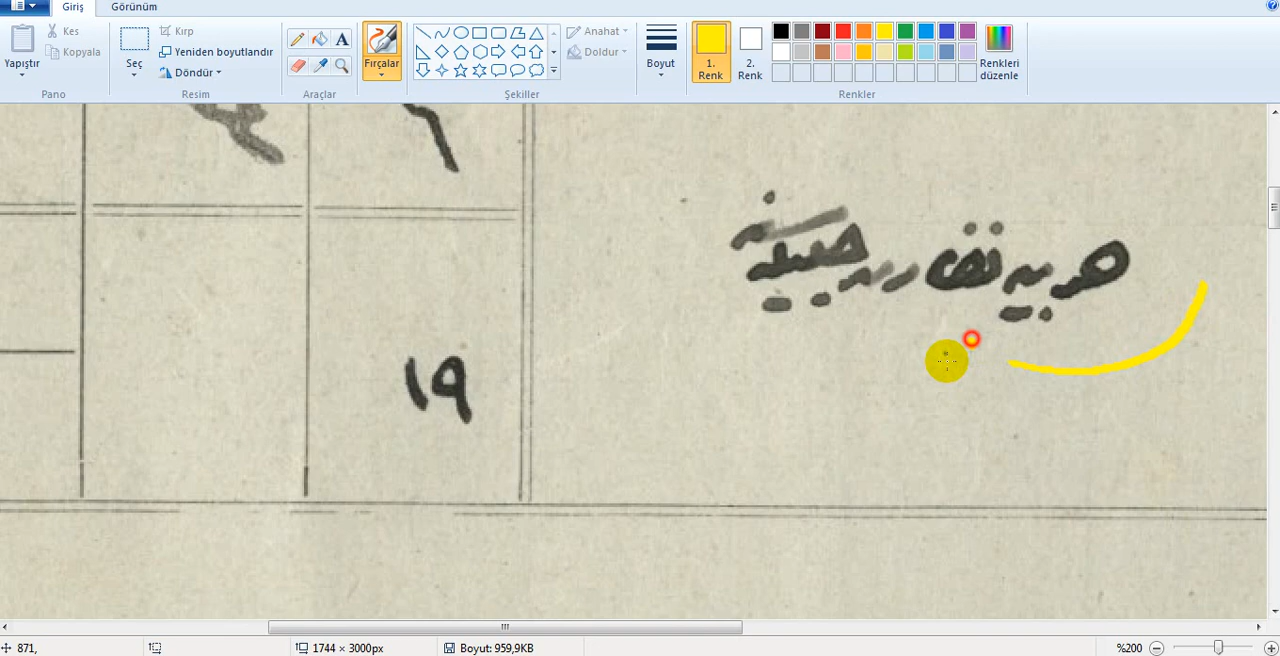 Giriş Görünüm
Yapıştır
Kes
Kopyala
Pano
Seç
Kırp
Yeniden boyutlandır
Döndür
Resim
Fırçalar
Araçlar
Şekiller
Anahat
Doldur
Boyut
1. Renk
2. Renk
Renkleri düzenle
Renkler
١٩
871,
1744 × 3000px
Boyut: 959,9KB
%200